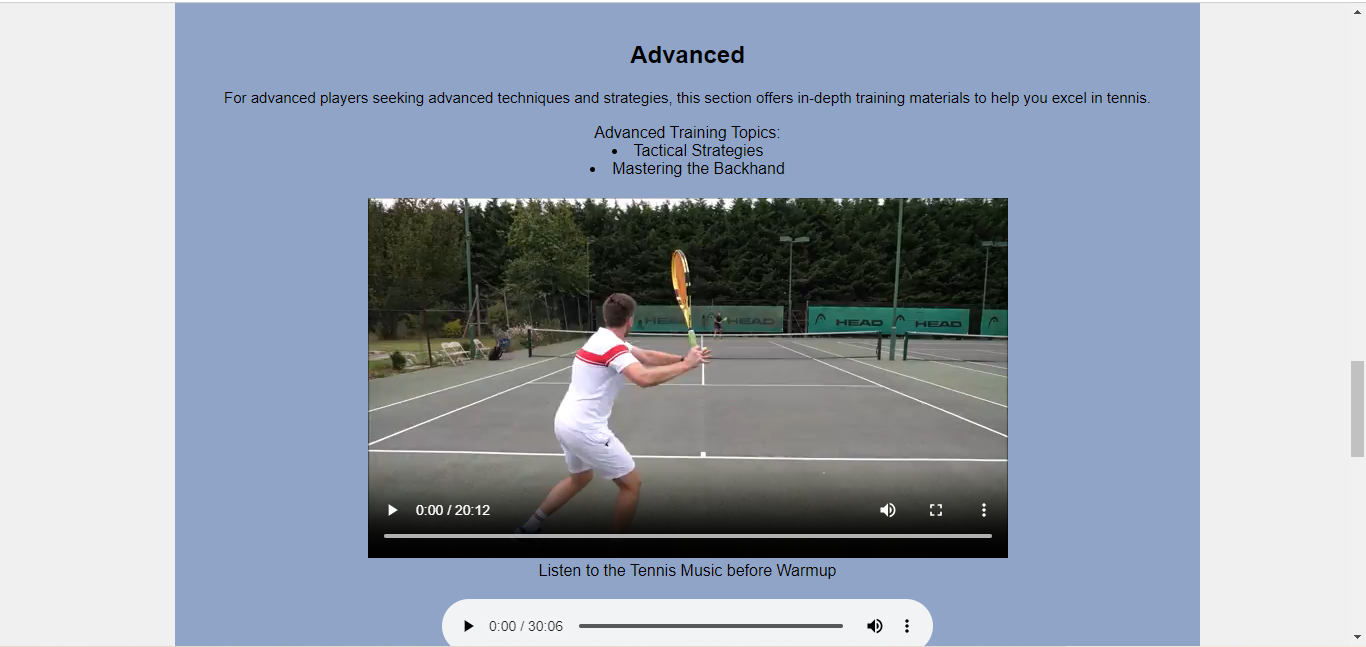 Advanced
For advanced players seeking advanced techniques and strategies, this section offers in-depth training materials to help you excel in tennis.
Advanced Training Topics:
• Tactical Strategies
• Mastering the Backhand
HEAD HEAD HEAD HEAD
0:00 / 20:12
Listen to the Tennis Music before Warmup
0:00 / 30:06